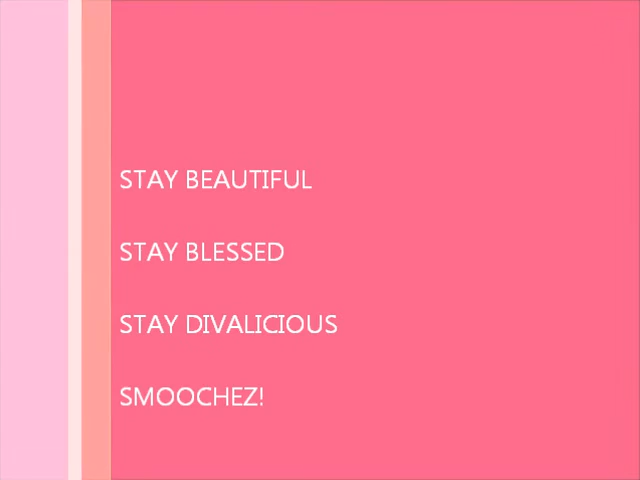 STAY BEAUTIFUL
STAY BLESSED
STAY DIVALICIOUS
SMOOCHEZ!